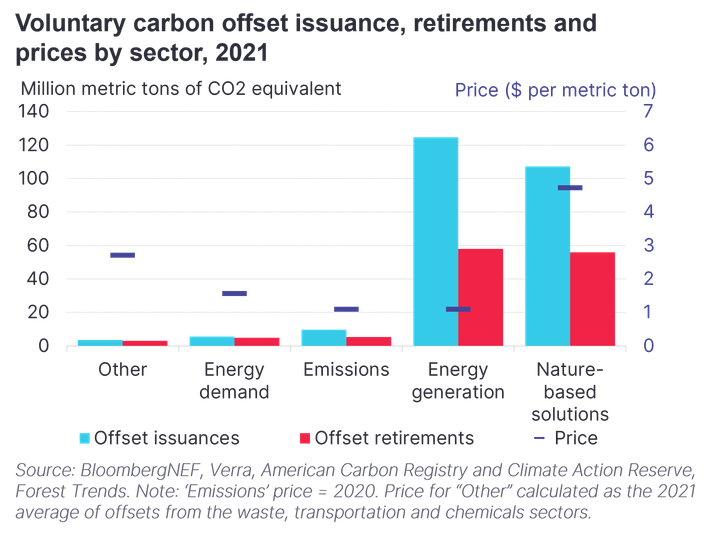 Voluntary carbon offset issuance, retirements and
prices by sector, 2021
Million metric tons of CO2 equivalent
Price ($ per metric ton)
140
120
100
80
60
40
20
0
7
6
5
4
3
2
1
0
Other
Energy
demand
Emissions
Energy
generation
Nature-
based
solutions
Offset issuances
Offset retirements
Price
Source: BloombergNEF, Verra, American Carbon Registry and Climate Action Reserve,
Forest Trends. Note: ‘Emissions’ price = 2020. Price for “Other” calculated as the 2021
average of offsets from the waste, transportation and chemicals sectors.